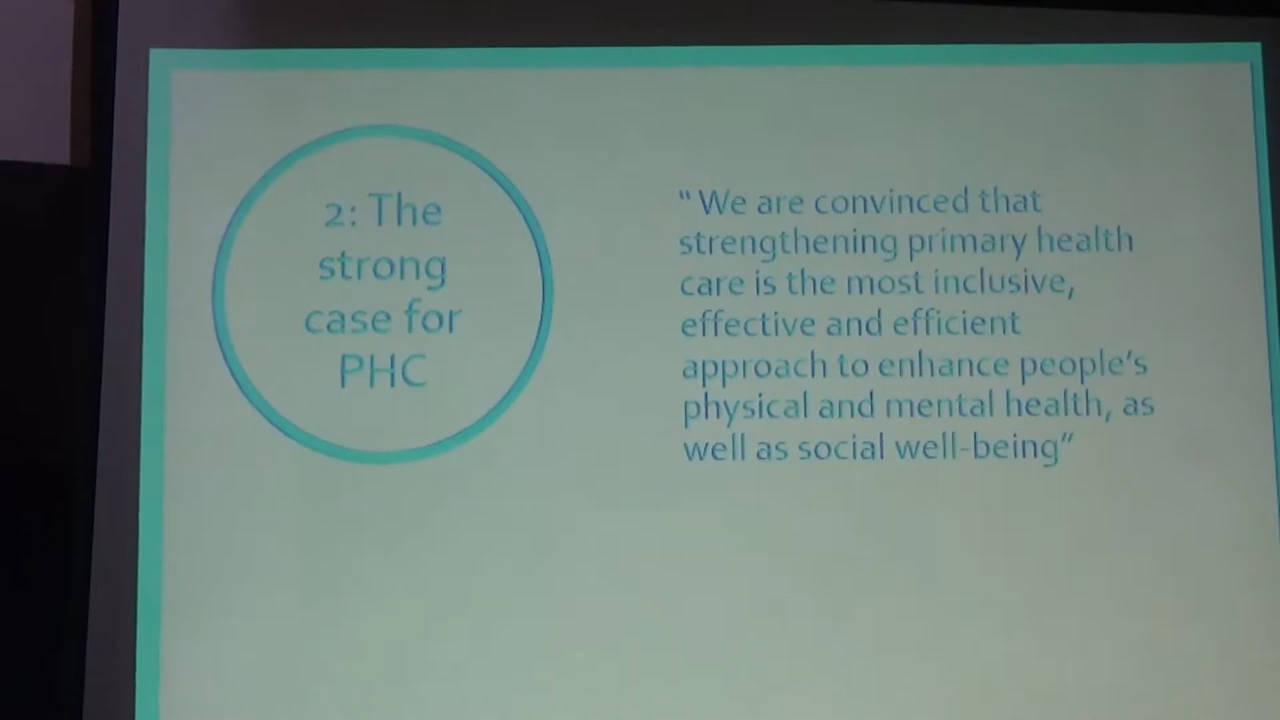 2: The
strong
case for
PHC
“ We are convinced that
strengthening primary health
care is the most inclusive,
effective and efficient
approach to enhance people’s
physical and mental health, as
well as social well-being”